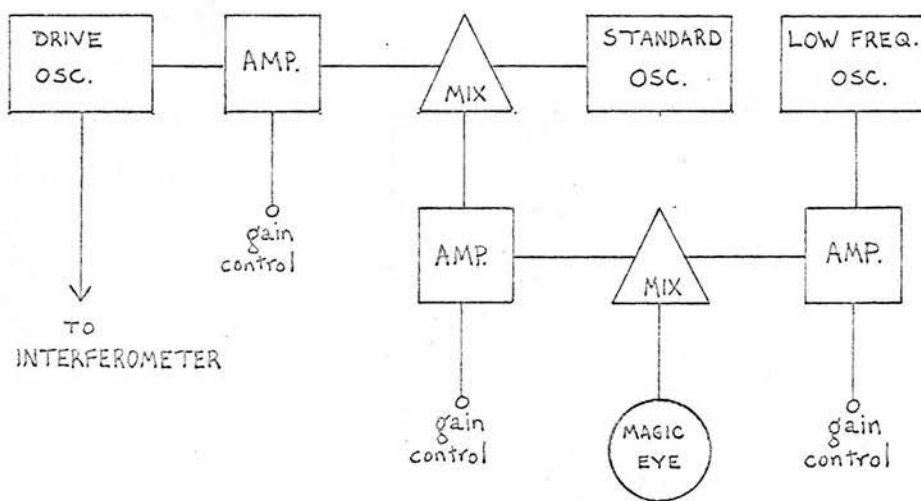 DRIVE
OSC.
AMP.
MIX
STANDARD
OSC.
LOW FREQ.
OSC.
gain
control
AMP.
MIX
AMP.
TO
INTERFEROMETER
gain
control
MAGIC
EYE
gain
control